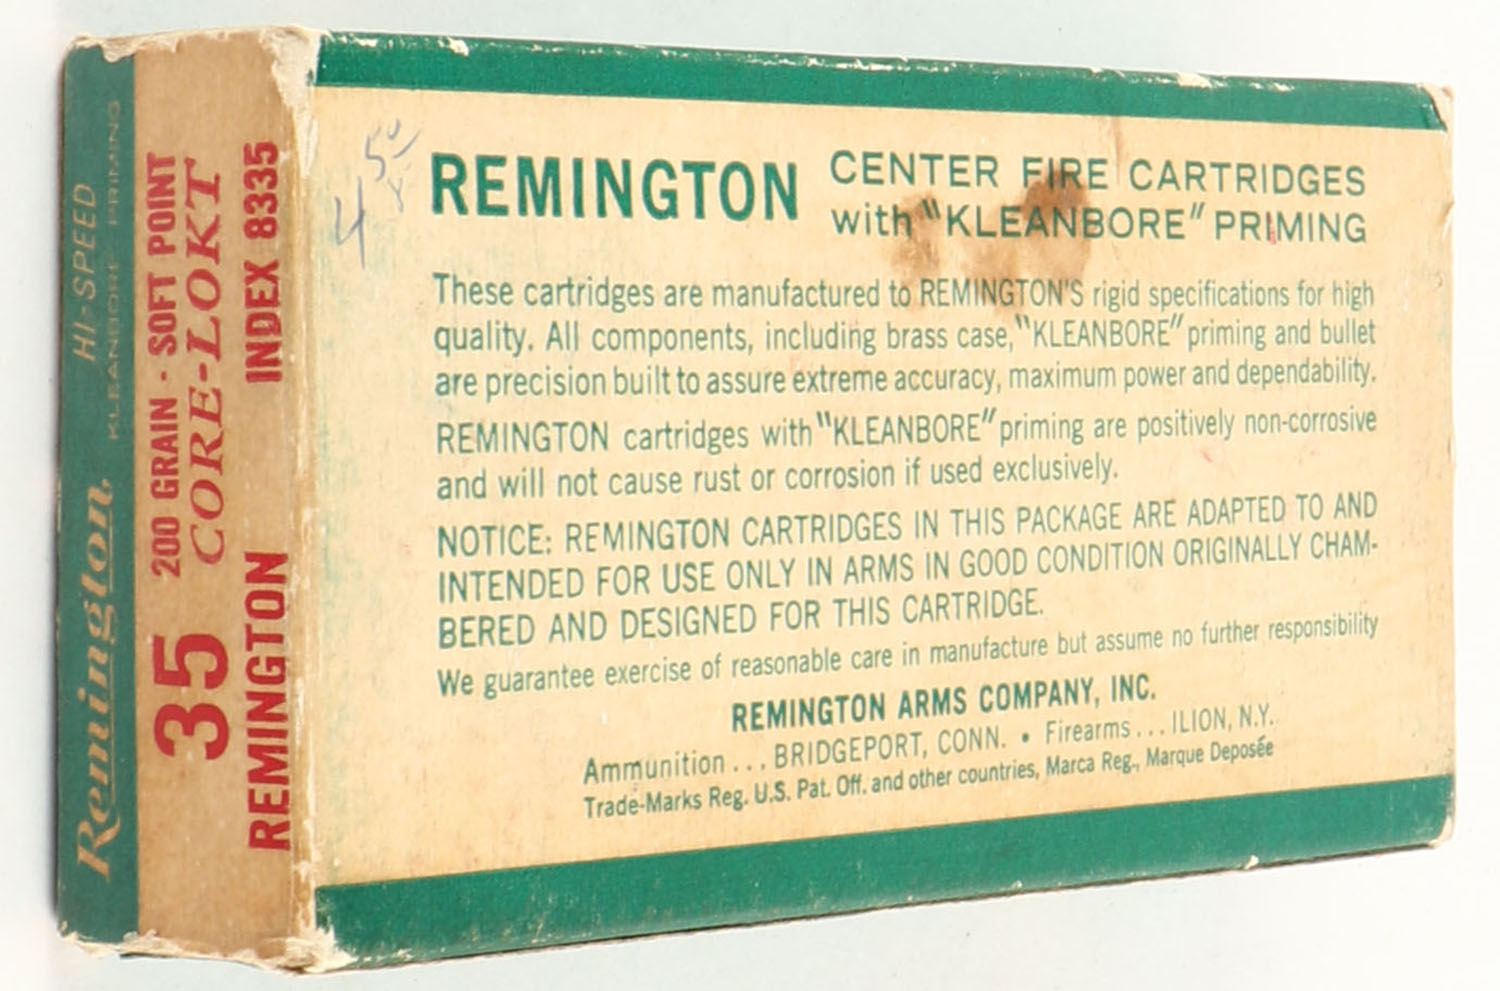 Remington.
HI-SPEED
KLEANBORE PRIMING
35
REMINGTON
200 GRAIN · SOFT POINT
CORE-LOKT
INDEX 8335
REMINGTON
CENTER FIRE CARTRIDGES
with "KLEANBORE" PRIMING
These cartridges are manufactured to REMINGTON'S rigid specifications for high
quality. All components, including brass case, "KLEANBORE" priming and bullet
are precision built to assure extreme accuracy, maximum power and dependability.
REMINGTON cartridges with "KLEANBORE" priming are positively non-corrosive
and will not cause rust or corrosion if used exclusively.
NOTICE: REMINGTON CARTRIDGES IN THIS PACKAGE ARE ADAPTED TO AND
INTENDED FOR USE ONLY IN ARMS IN GOOD CONDITION ORIGINALLY CHAM-
BERED AND DESIGNED FOR THIS CARTRIDGE.
We guarantee exercise of reasonable care in manufacture but assume no further responsibility
REMINGTON ARMS COMPANY, INC.
Ammunition . . . BRIDGEPORT, CONN. • Firearms . . . ILION, N.Y.
Trade-Marks Reg. U.S. Pat. Off. and other countries, Marca Reg., Marque Deposée